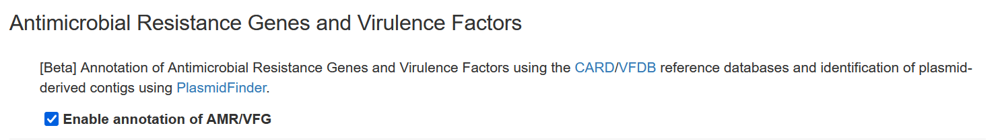 Antimicrobial Resistance Genes and Virulence Factors
[Beta] Annotation of Antimicrobial Resistance Genes and Virulence Factors using the CARD/VFDB reference databases and identification of plasmid-
derived contigs using PlasmidFinder.
Enable annotation of AMR/VFG